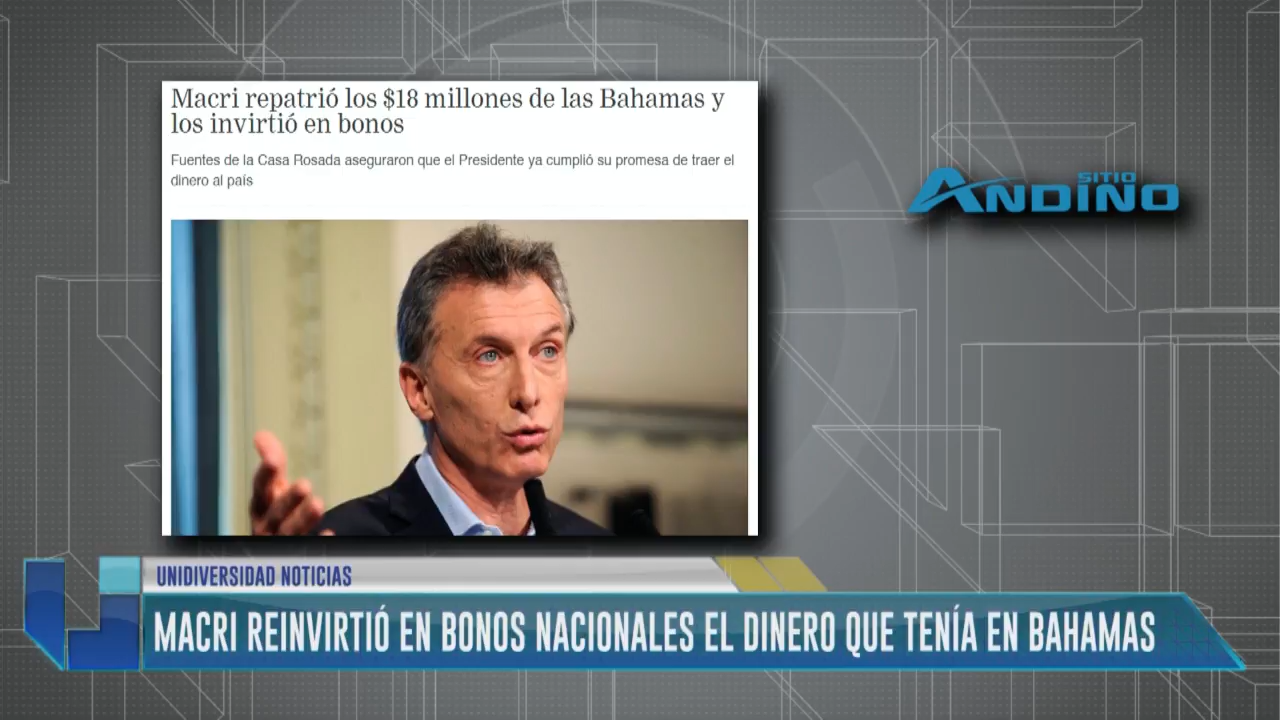 Macri repatrió los $18 millones de las Bahamas y
los invirtió en bonos
Fuentes de la Casa Rosada aseguraron que el Presidente ya cumplió su promesa de traer el
dinero al país
SITIO
ANDINO
UNIDIVERSIDAD NOTICIAS
MACRI REINVIRTIÓ EN BONOS NACIONALES EL DINERO QUE TENÍA EN BAHAMAS